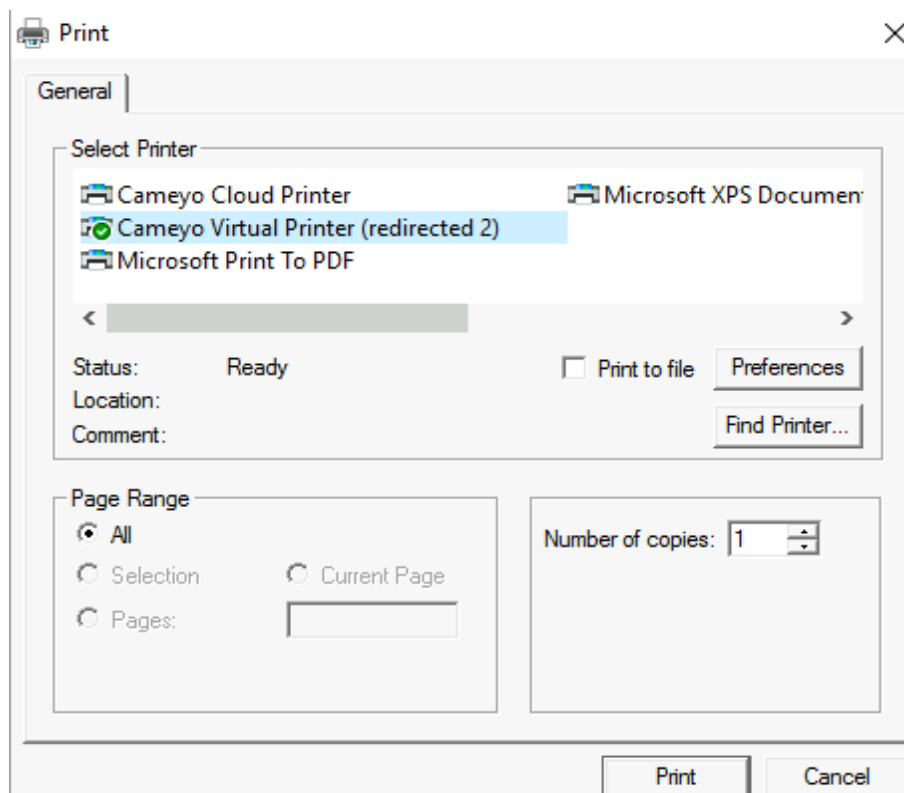 Print
General
Select Printer
Cameyo Cloud Printer
Cameyo Virtual Printer (redirected 2)
Microsoft Print To PDF
Microsoft XPS Documen
Status: Ready
Print to file
Preferences
Location:
Comment:
Find Printer...
Page Range
All
Selection
Current Page
Pages:
Number of copies: 1
Print
Cancel